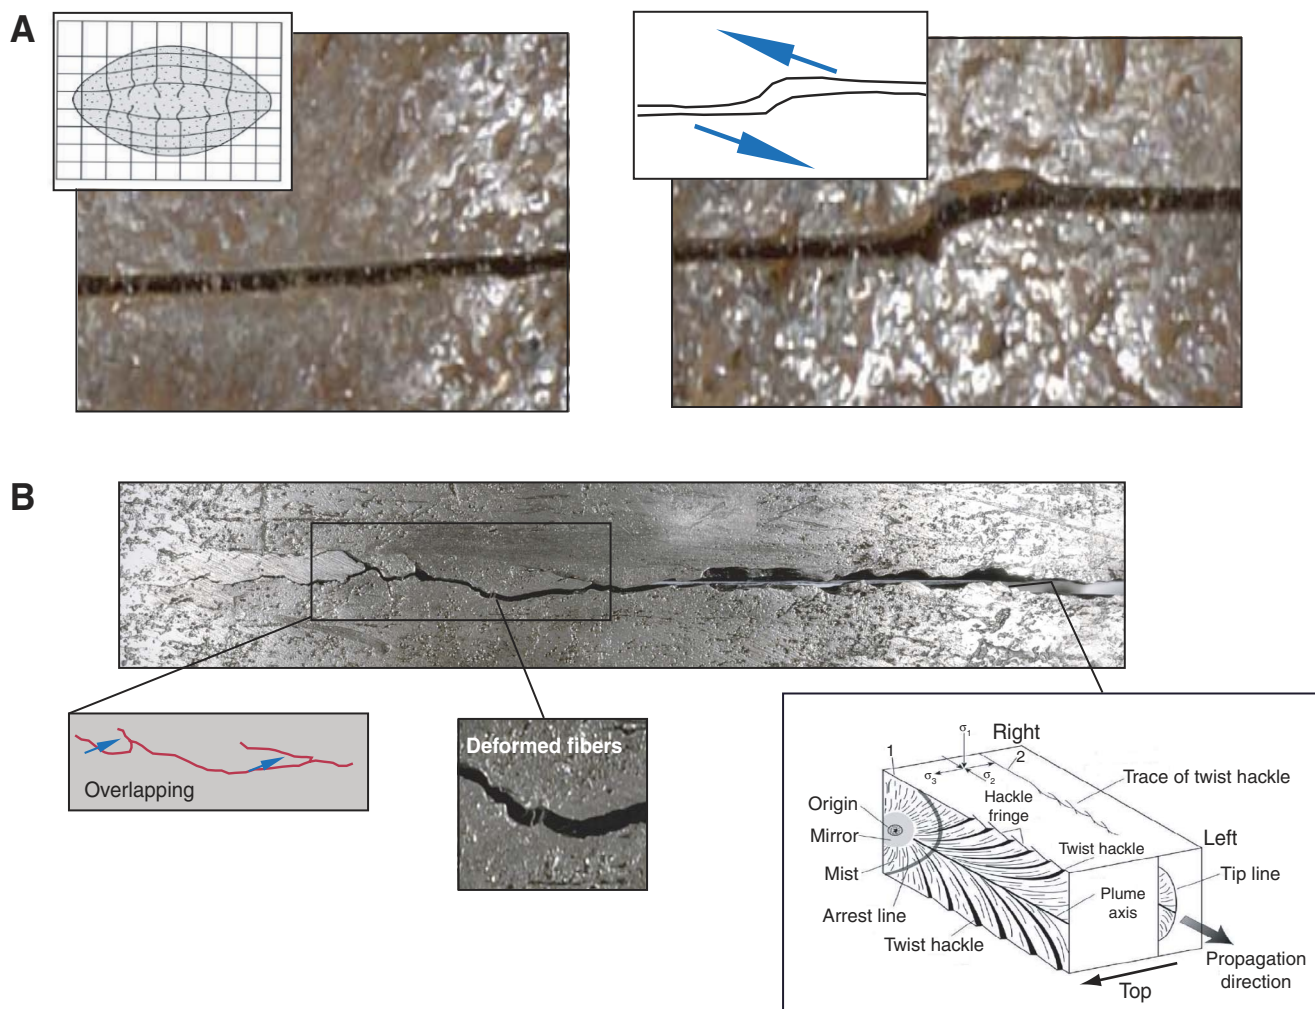 A
B
Overlapping
Deformed fibers
σ1
Right
1
2
σ3
σ2
Trace of twist hackle
Hackle
fringe
Origin
Mirror
Left
Twist hackle
Mist
Tip line
Plume
axis
Arrest line
Twist hackle
Propagation
direction
Top